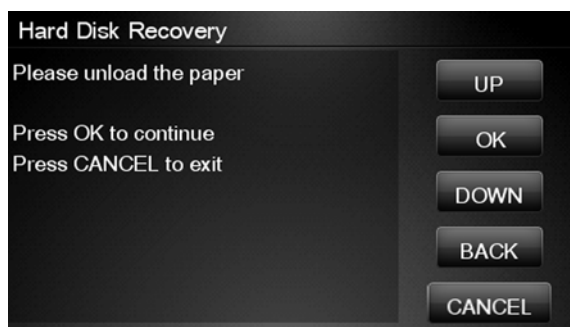 Hard Disk Recovery
Please unload the paper
Press OK to continue
Press CANCEL to exit
UP
OK
DOWN
BACK
CANCEL